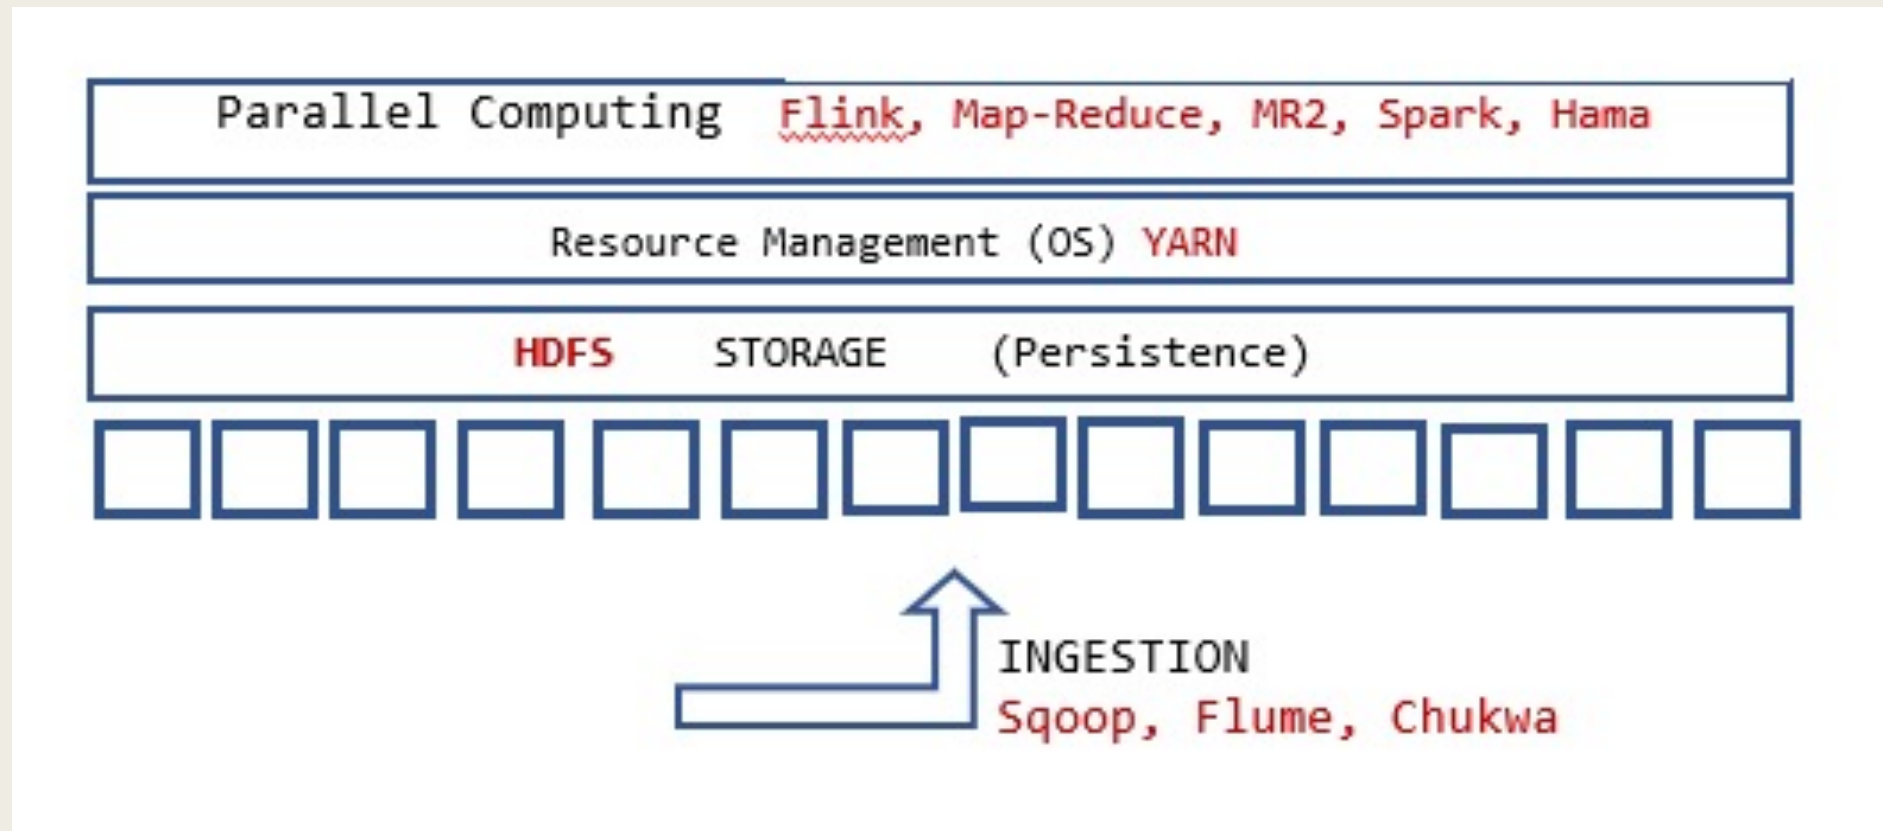 Parallel Computing Flink, Map-Reduce, MR2, Spark, Hama
Resource Management (OS) YARN
HDFS STORAGE (Persistence)
INGESTION
Sqoop, Flume, Chukwa